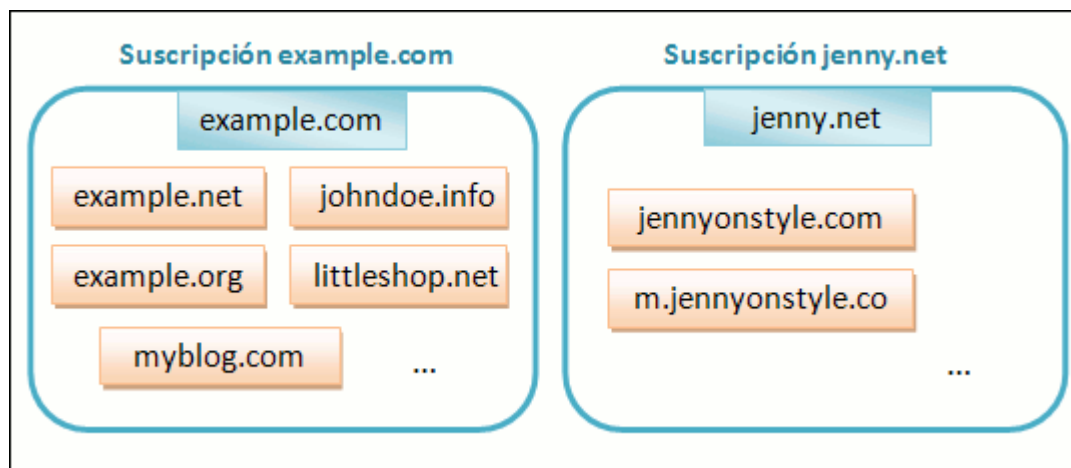 Suscripción example.com
example.com
example.net
johndoe.info
example.org
littleshop.net
myblog.com
...
Suscripción jenny.net
jenny.net
jennyonstyle.com
m.jennyonstyle.co
...